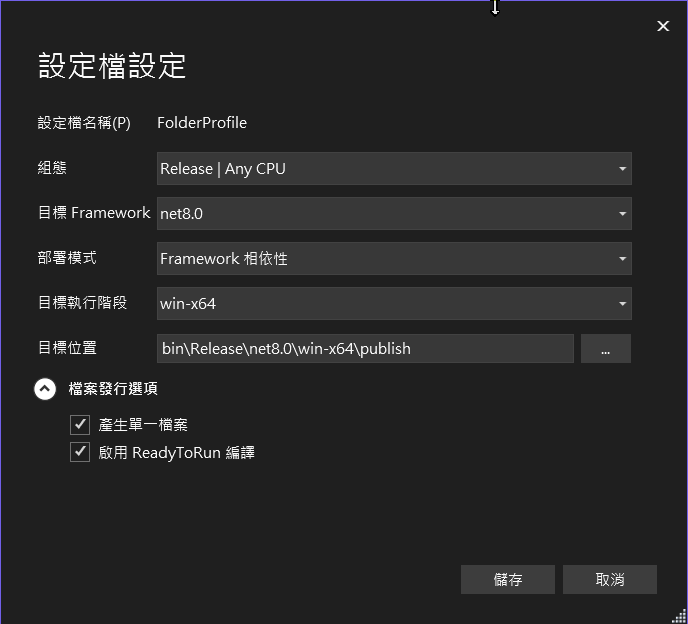 設定檔設定
設定檔名稱(P) FolderProfile
組態 Release | Any CPU
目標 Framework net8.0
部署模式 Framework 相依性
目標執行階段 win-x64
目標位置 bin\Release\net8.0\win-x64\publish ...
檔案發行選項
產生單一檔案
啟用 ReadyToRun 編譯
儲存 取消